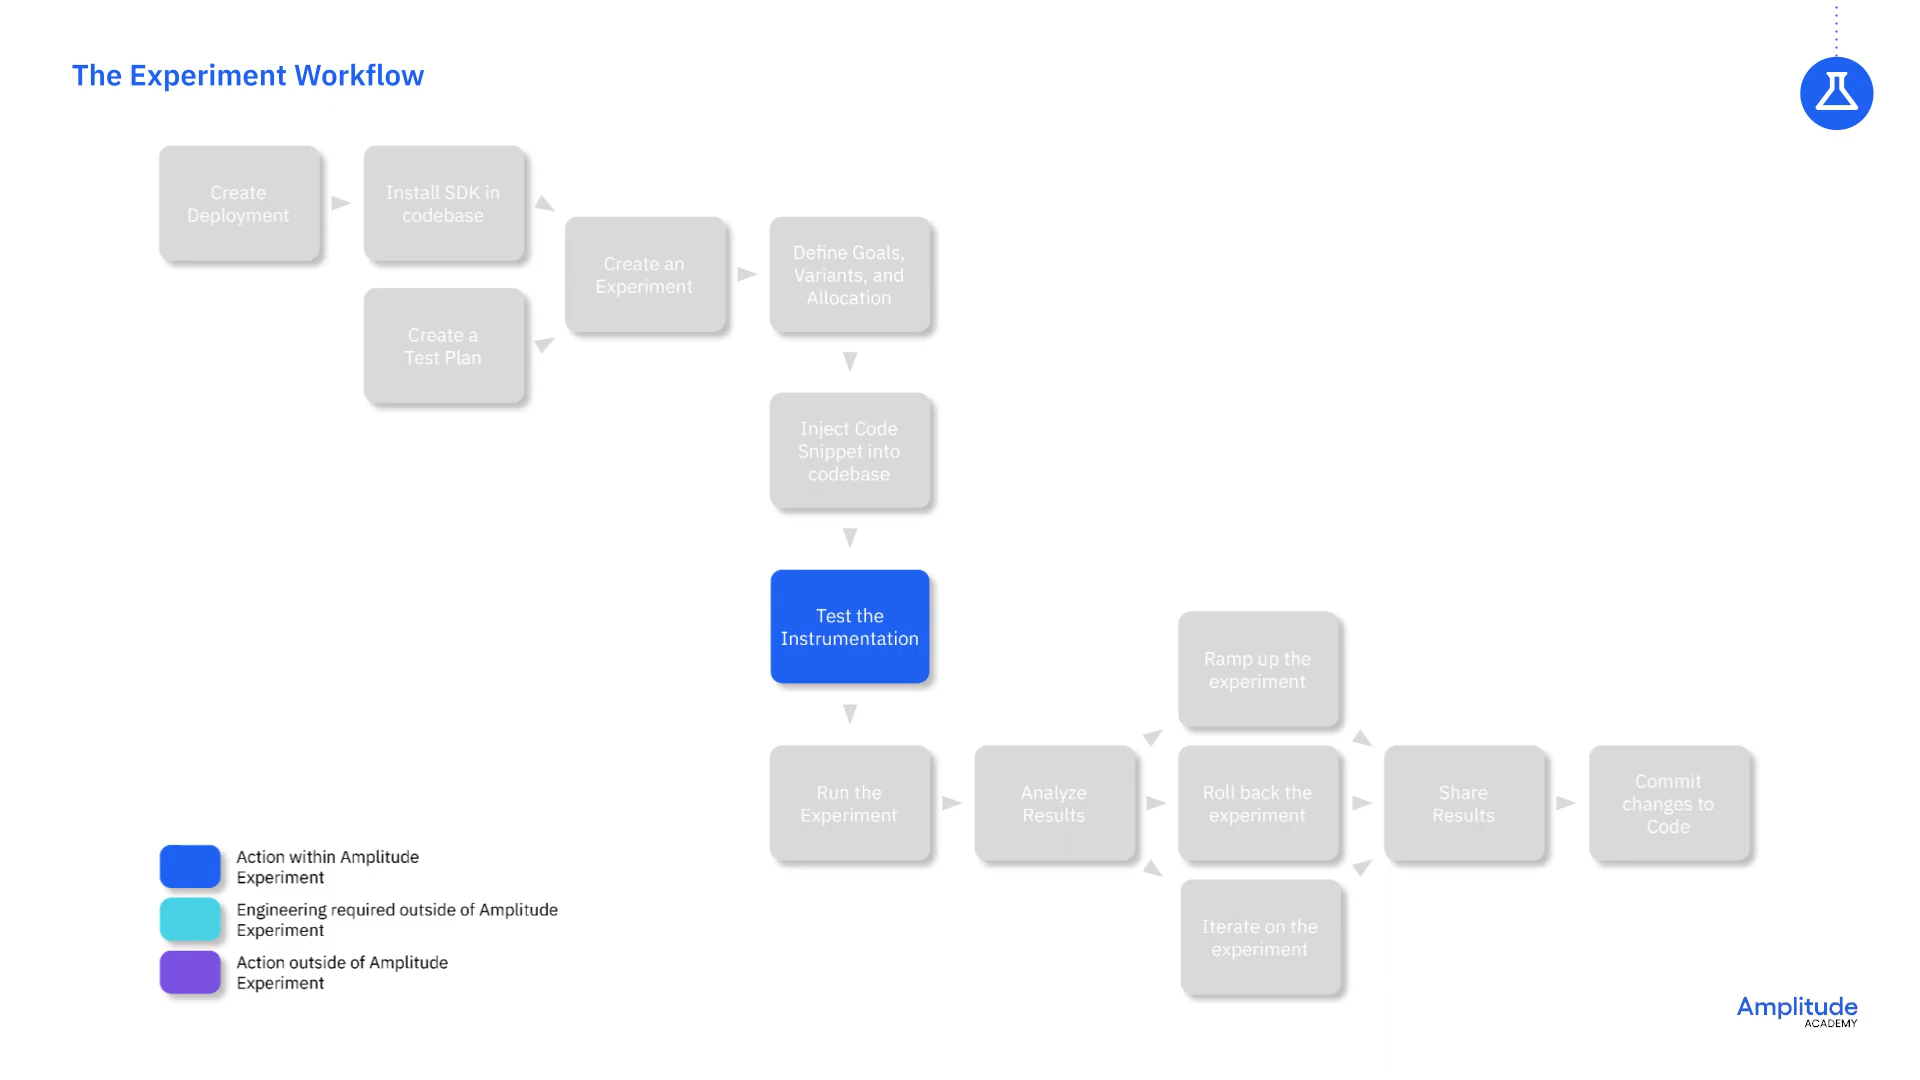 The Experiment Workflow
Create
Deployment
Install SDK in
codebase
Create a
Test Plan
Create an
Experiment
Define Goals,
Variants, and
Allocation
Inject Code
Snippet into
codebase
Test the
Instrumentation
Run the
Experiment
Analyze
Results
Ramp up the
experiment
Roll back the
experiment
Iterate on the
experiment
Share
Results
Commit
changes to
Code
Action within Amplitude
Experiment
Engineering required outside of Amplitude
Experiment
Action outside of Amplitude
Experiment
Amplitude
ACADEMY